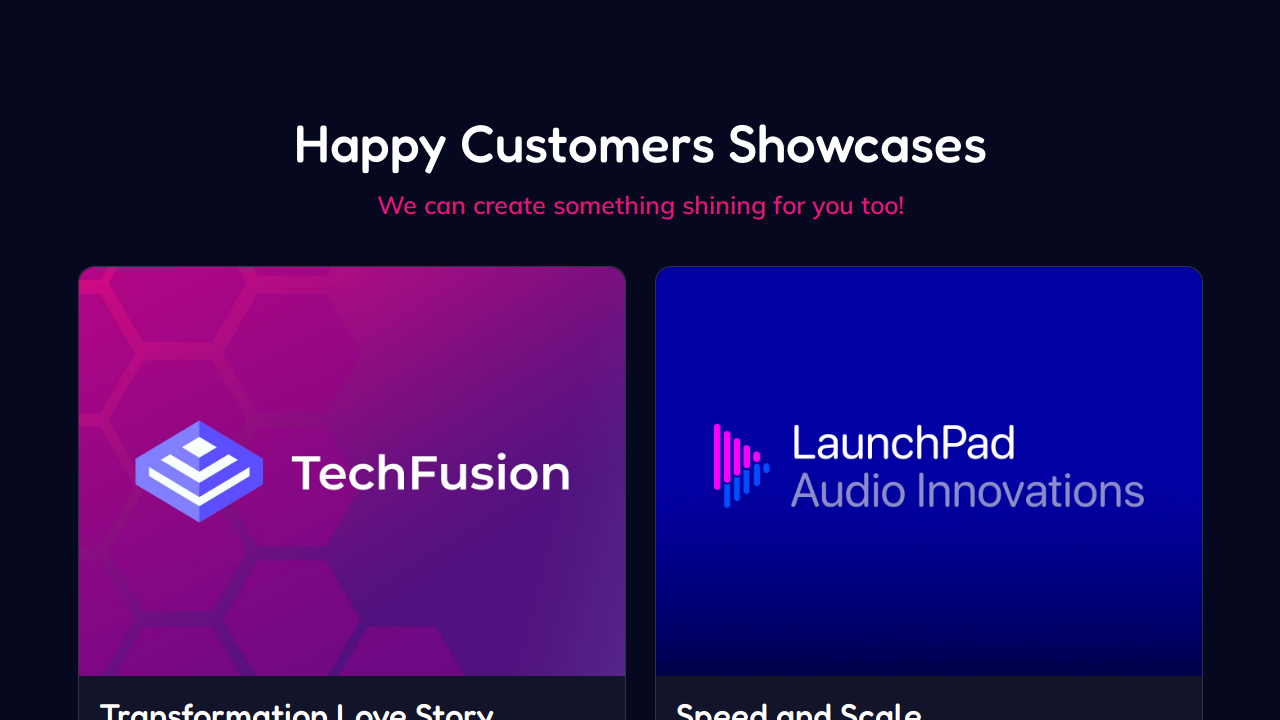 Happy Customers Showcases
We can create something shining for you too!
TechFusion
LaunchPad
Audio Innovations
Transformation Love Story
Speed and Scale